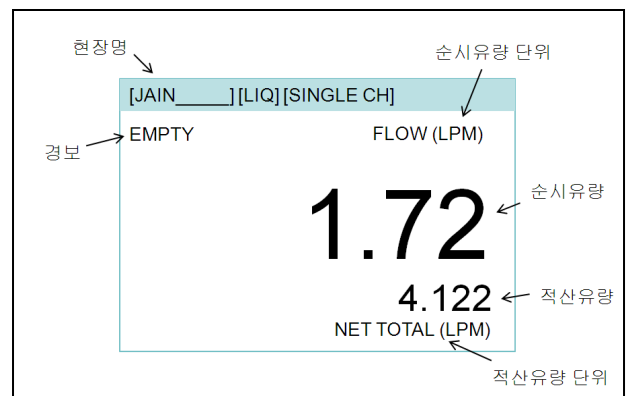 현장명
순시유량 단위
[JAIN_____] [LIQ] [SINGLE CH]
경보
EMPTY
FLOW (LPM)
1.72
순시유량
4.122
적산유량
NET TOTAL (LPM)
적산유량 단위